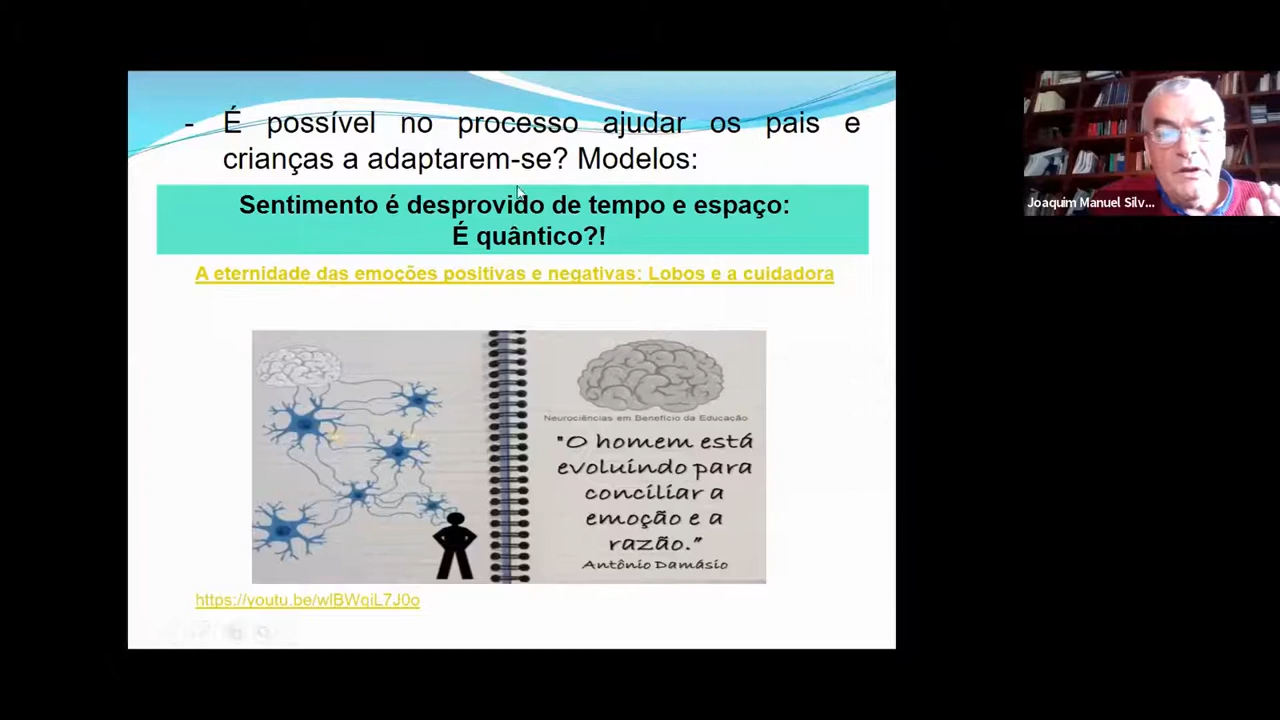 - É possível no processo ajudar os pais e
crianças a adaptarem-se? Modelos:
Sentimento é desprovido de tempo e espaço:
É quântico?!
A eternidade das emoções positivas e negativas: Lobos e a cuidadora
Neurociências em Benefício da Educação
"O homem está
evoluindo para
conciliar a
emoção e a
razão."
Antônio Damásio
https://youtu.be/wlBWqiL7J0o
Joaquim Manuel Silv...